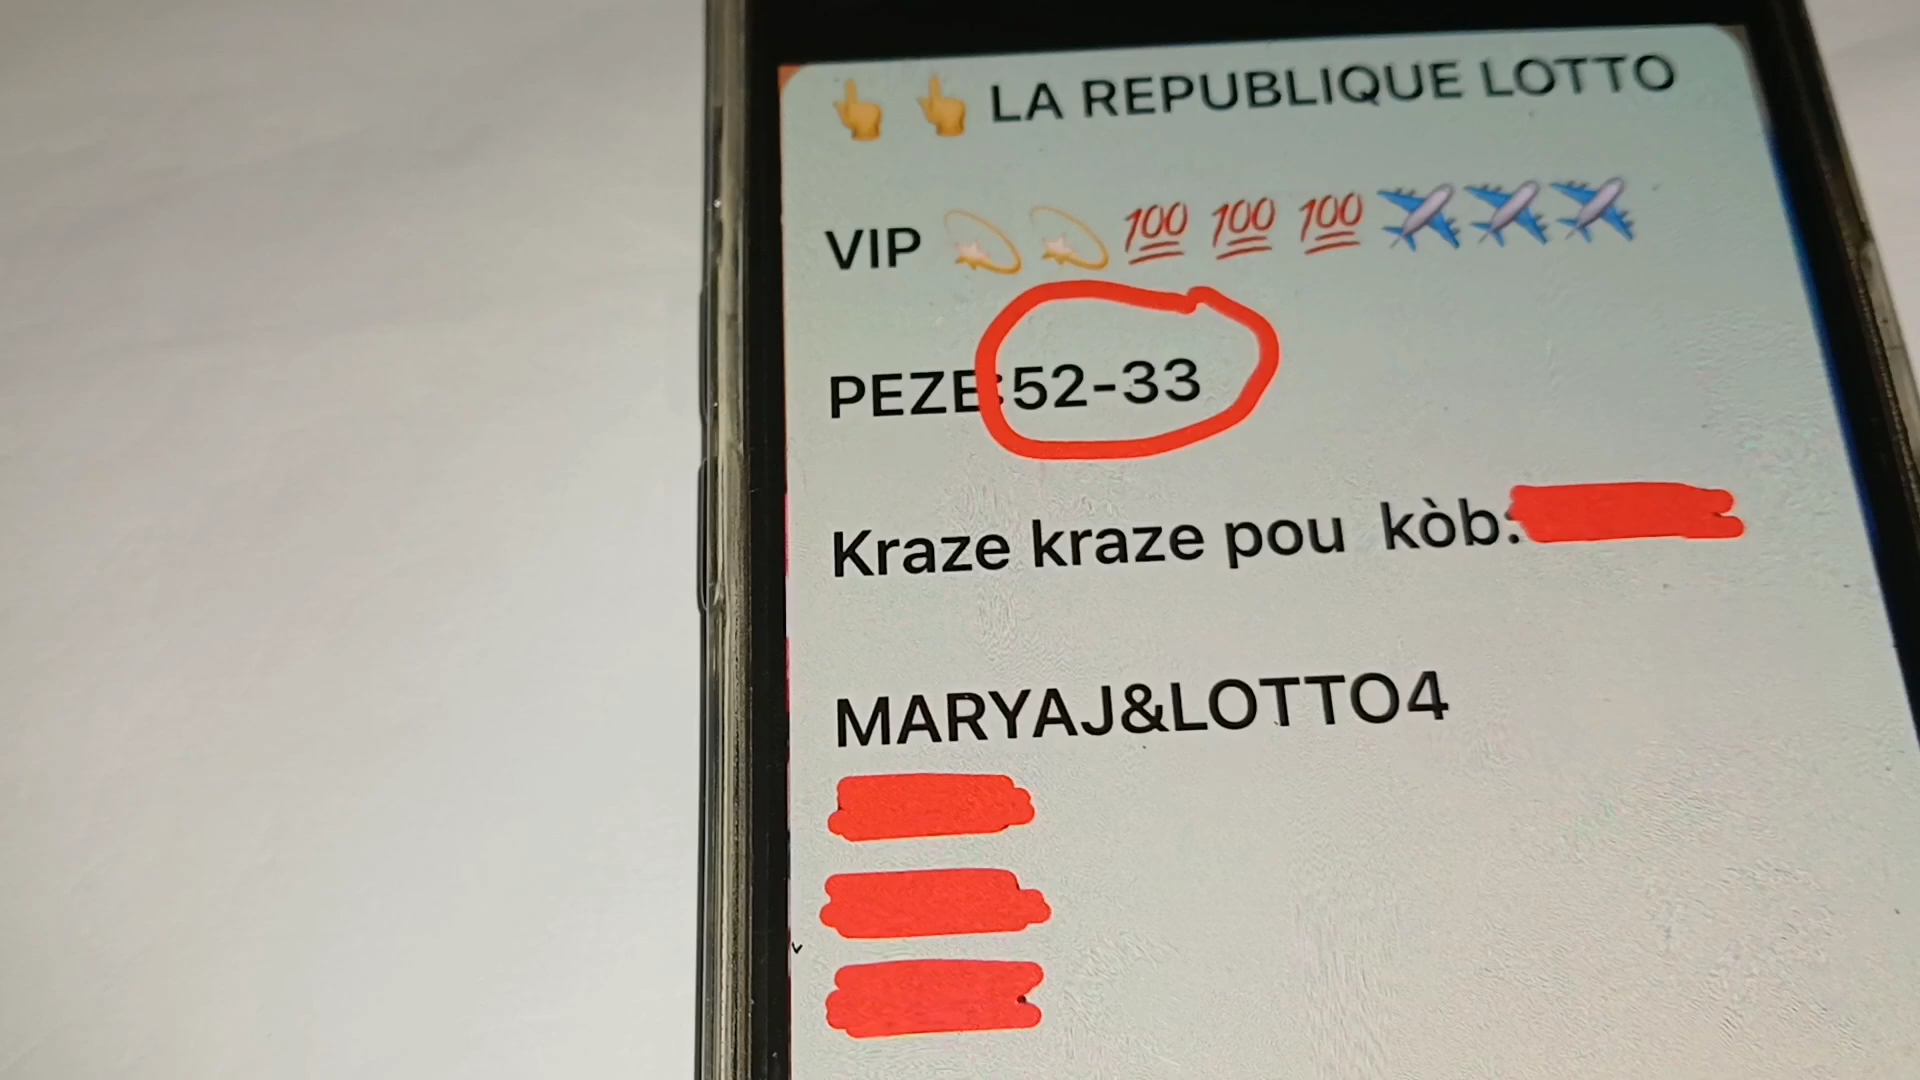 👆 👆 LA REPUBLIQUE LOTTO
VIP 💫 💫 💯 💯 💯 ✈️✈️✈️
PEZE:52-33
Kraze kraze pou kòb:
MARYAJ&LOTTO4